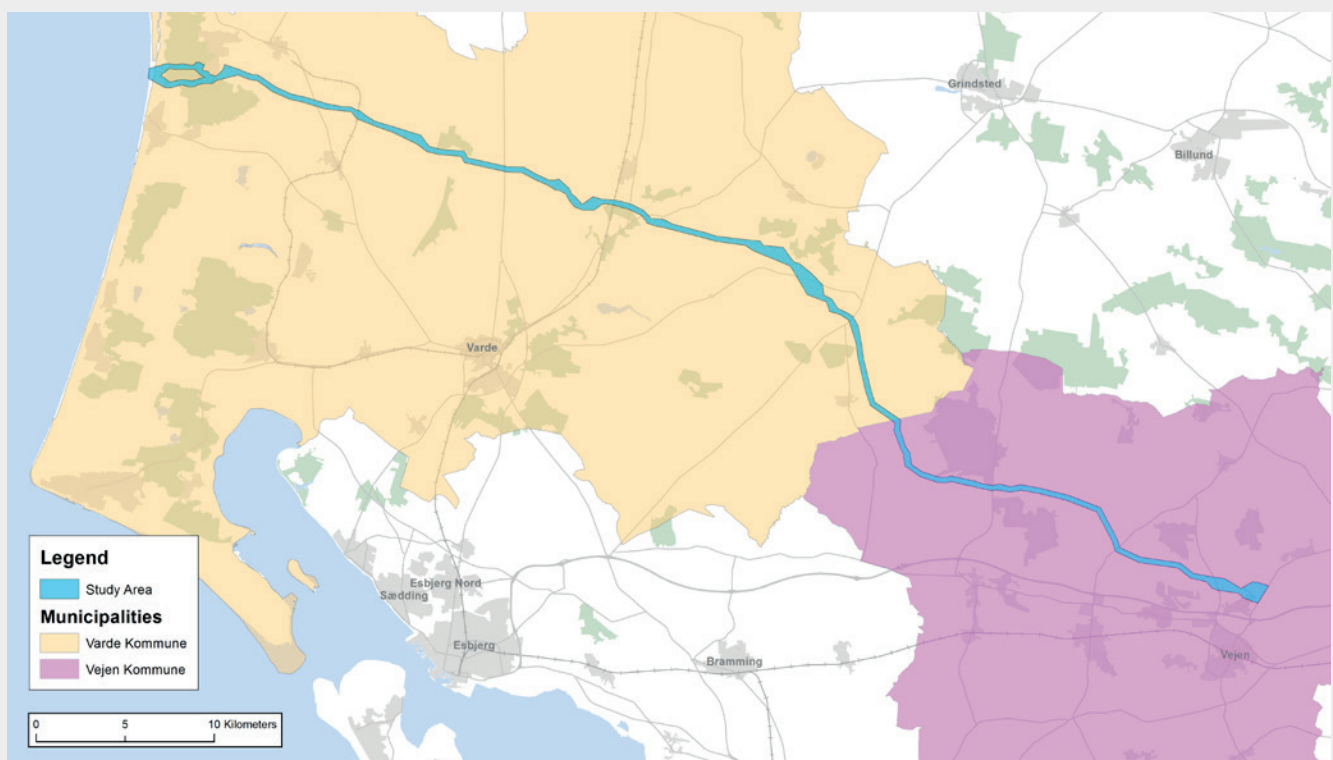 Grindsted
Billund
Varde
Esbjerg Nord
Sædding
Esbjerg
Bramming
Vejen
Legend
Study Area
Municipalities
Varde Kommune
Vejen Kommune
0 5 10 Kilometers